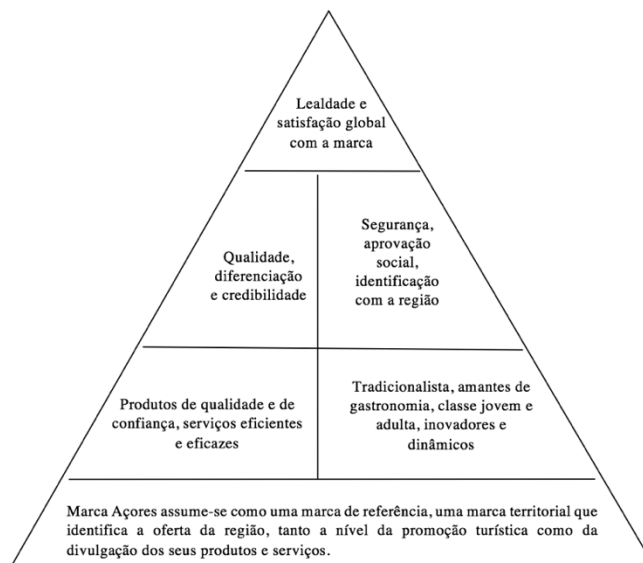 Lealdade e
satisfação global
com a marca
Qualidade,
diferenciação
e credibilidade
Segurança,
aprovação
social,
identificação
com a região
Produtos de qualidade e de
confiança, serviços eficientes
e eficazes
Tradicionalista, amantes de
gastronomia, classe jovem e
adulta, inovadores e
dinâmicos
Marca Açores assume-se como uma marca de referência, uma marca territorial que
identifica a oferta da região, tanto a nível da promoção turística como da
divulgação dos seus produtos e serviços.